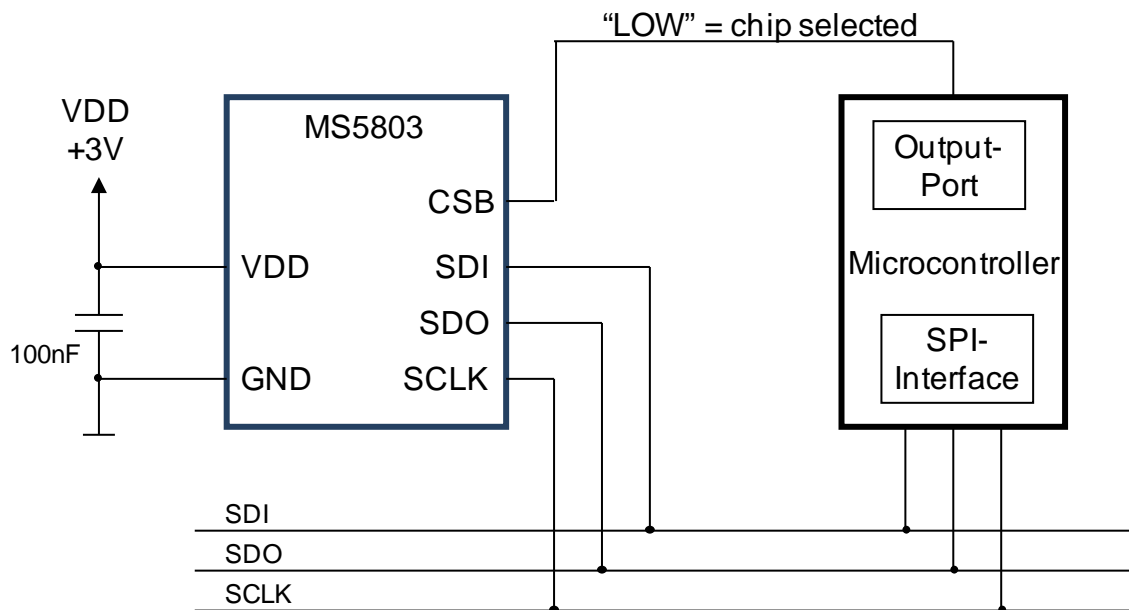 “LOW” = chip selected
VDD
+3V
MS5803
CSB
VDD
SDI
SDO
100nF
GND
SCLK
Output-
Port
Microcontroller
SPI-
Interface
SDI
SDO
SCLK